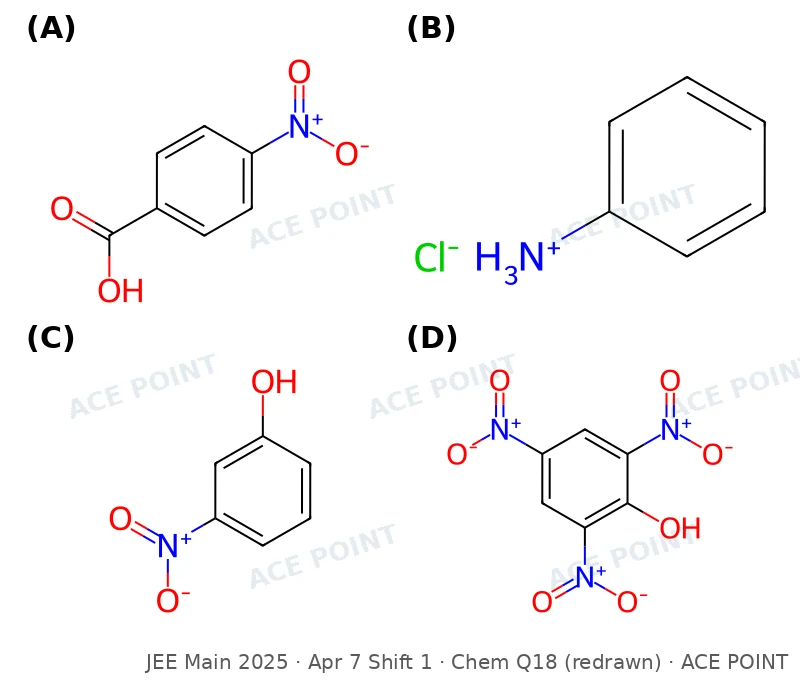 (A)
(B)
O
N+
O-
O
OH
Cl- H3N+
(C)
(D)
OH
O
N+
O-
O
N+
O-
O
N+
O-
OH
N+
O
O-
ACE POINT
ACE POINT
ACE POINT
ACE POINT
ACE POINT
ACE POINT
ACE POINT
JEE Main 2025 · Apr 7 Shift 1 · Chem Q18 (redrawn) · ACE POINT